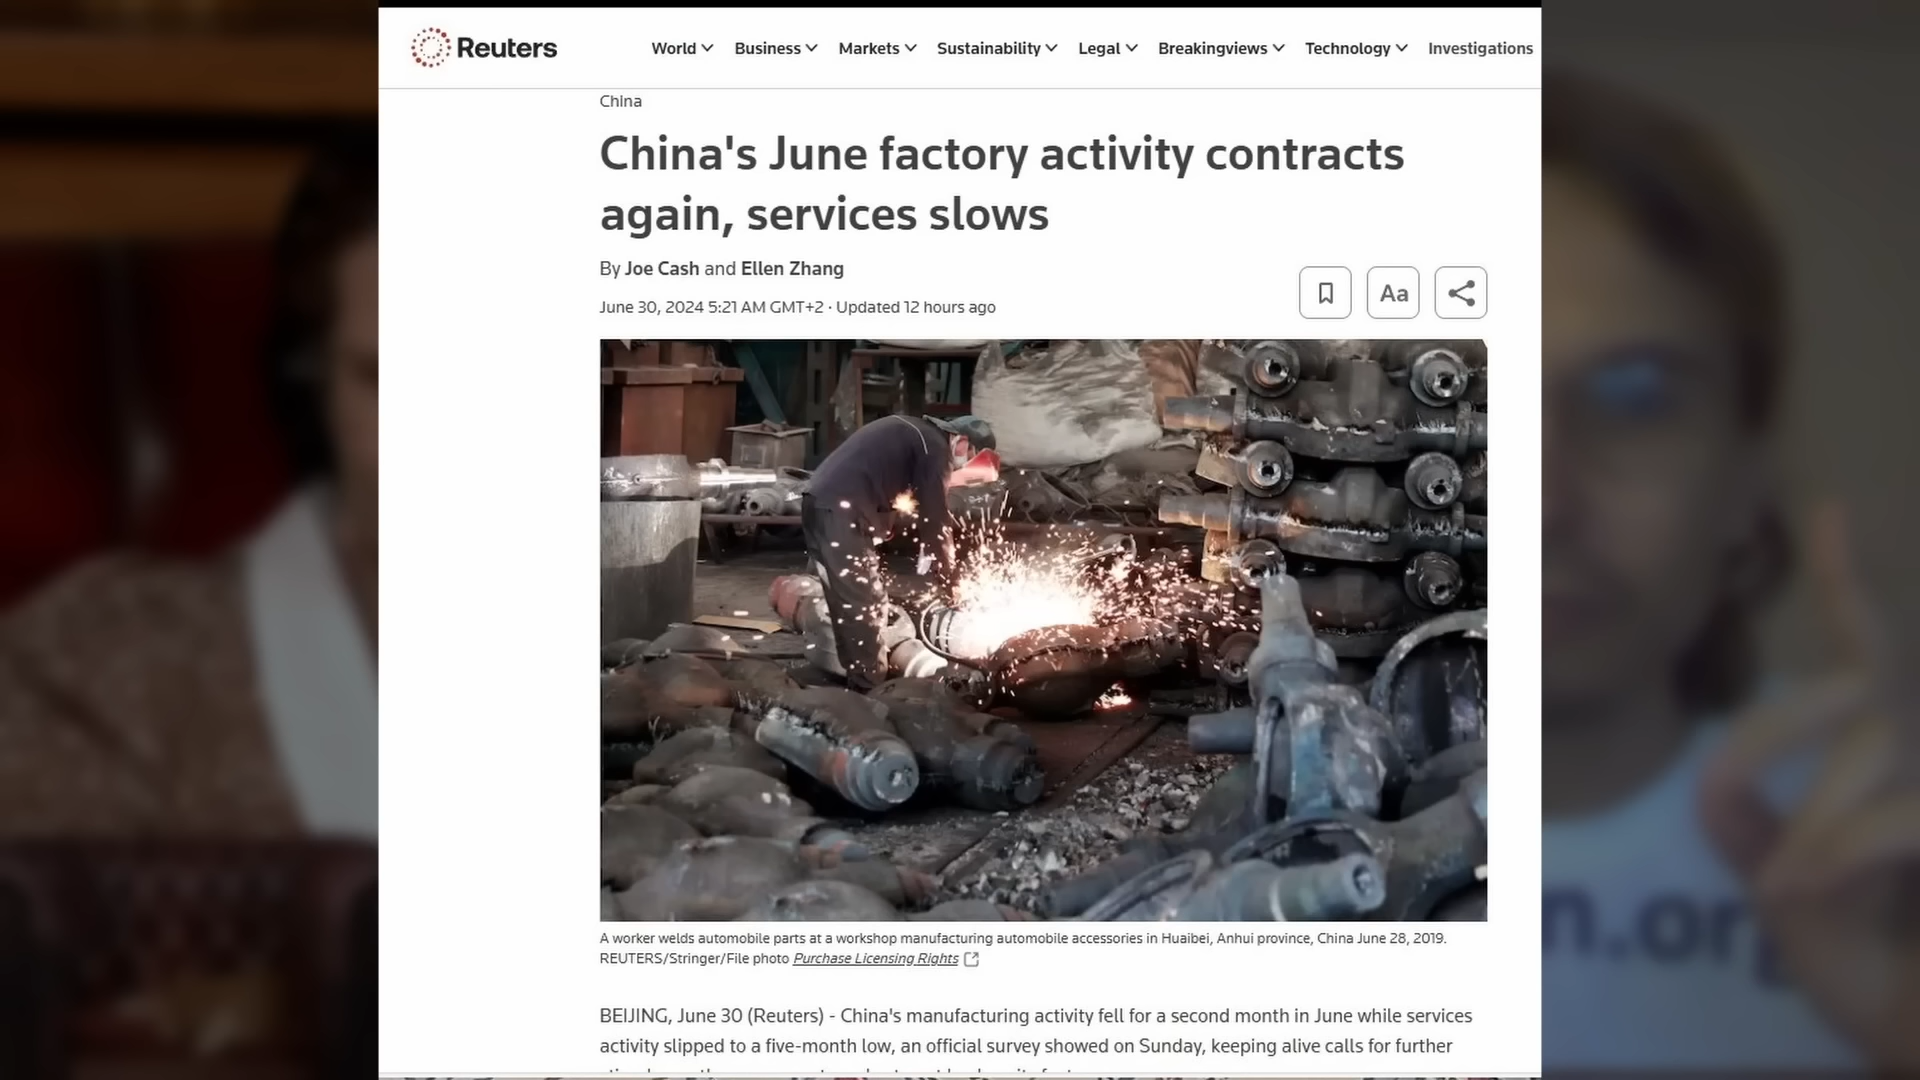 Reuters
World
Business
Markets
Sustainability
Legal
Breakingviews
Technology
Investigations
China
China's June factory activity contracts
again, services slows
By Joe Cash and Ellen Zhang
June 30, 2024 5:21 AM GMT+2 · Updated 12 hours ago
Aa
A worker welds automobile parts at a workshop manufacturing automobile accessories in Huaibei, Anhui province, China June 28, 2019.
REUTERS/Stringer/File photo Purchase Licensing Rights
BEIJING, June 30 (Reuters) - China's manufacturing activity fell for a second month in June while services
activity slipped to a five-month low, an official survey showed on Sunday, keeping alive calls for further